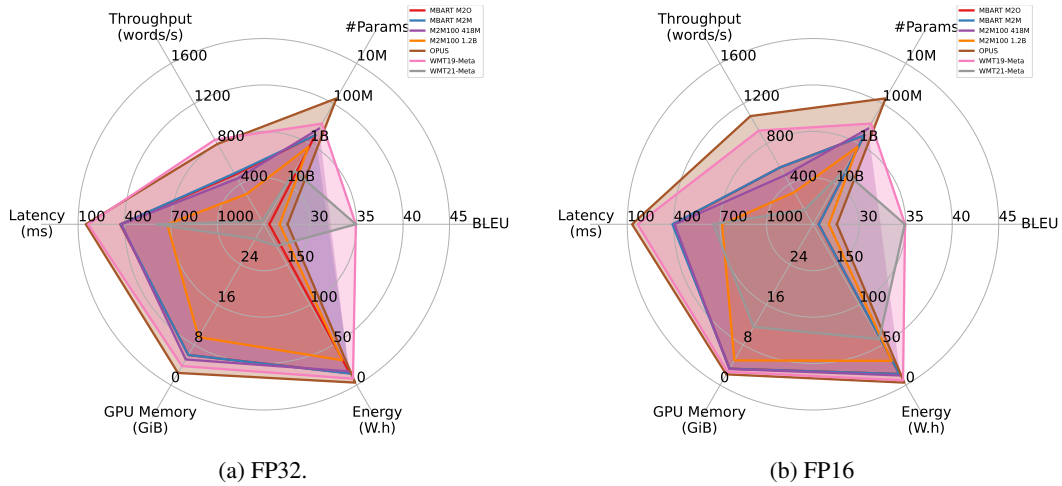 Throughput
(words/s)
1600
1200
800
400
#Params
10M
100M
1B
10B
MBART M2O
MBART M2M
M2M100 418M
M2M100 1.2B
OPUS
WMT19-Meta
WMT21-Meta
Latency
(ms)
100 400 700 1000 30 35 40 45
BLEU
24 150
16 100
8 50
0 0
GPU Memory
(GiB)
Energy
(W.h)
(a) FP32.
Throughput
(words/s)
1600
1200
800
400
#Params
10M
100M
1B
10B
MBART M2O
MBART M2M
M2M100 418M
M2M100 1.2B
OPUS
WMT19-Meta
WMT21-Meta
Latency
(ms)
100 400 700 1000 30 35 40 45
BLEU
24 150
16 100
8 50
0 0
GPU Memory
(GiB)
Energy
(W.h)
(b) FP16